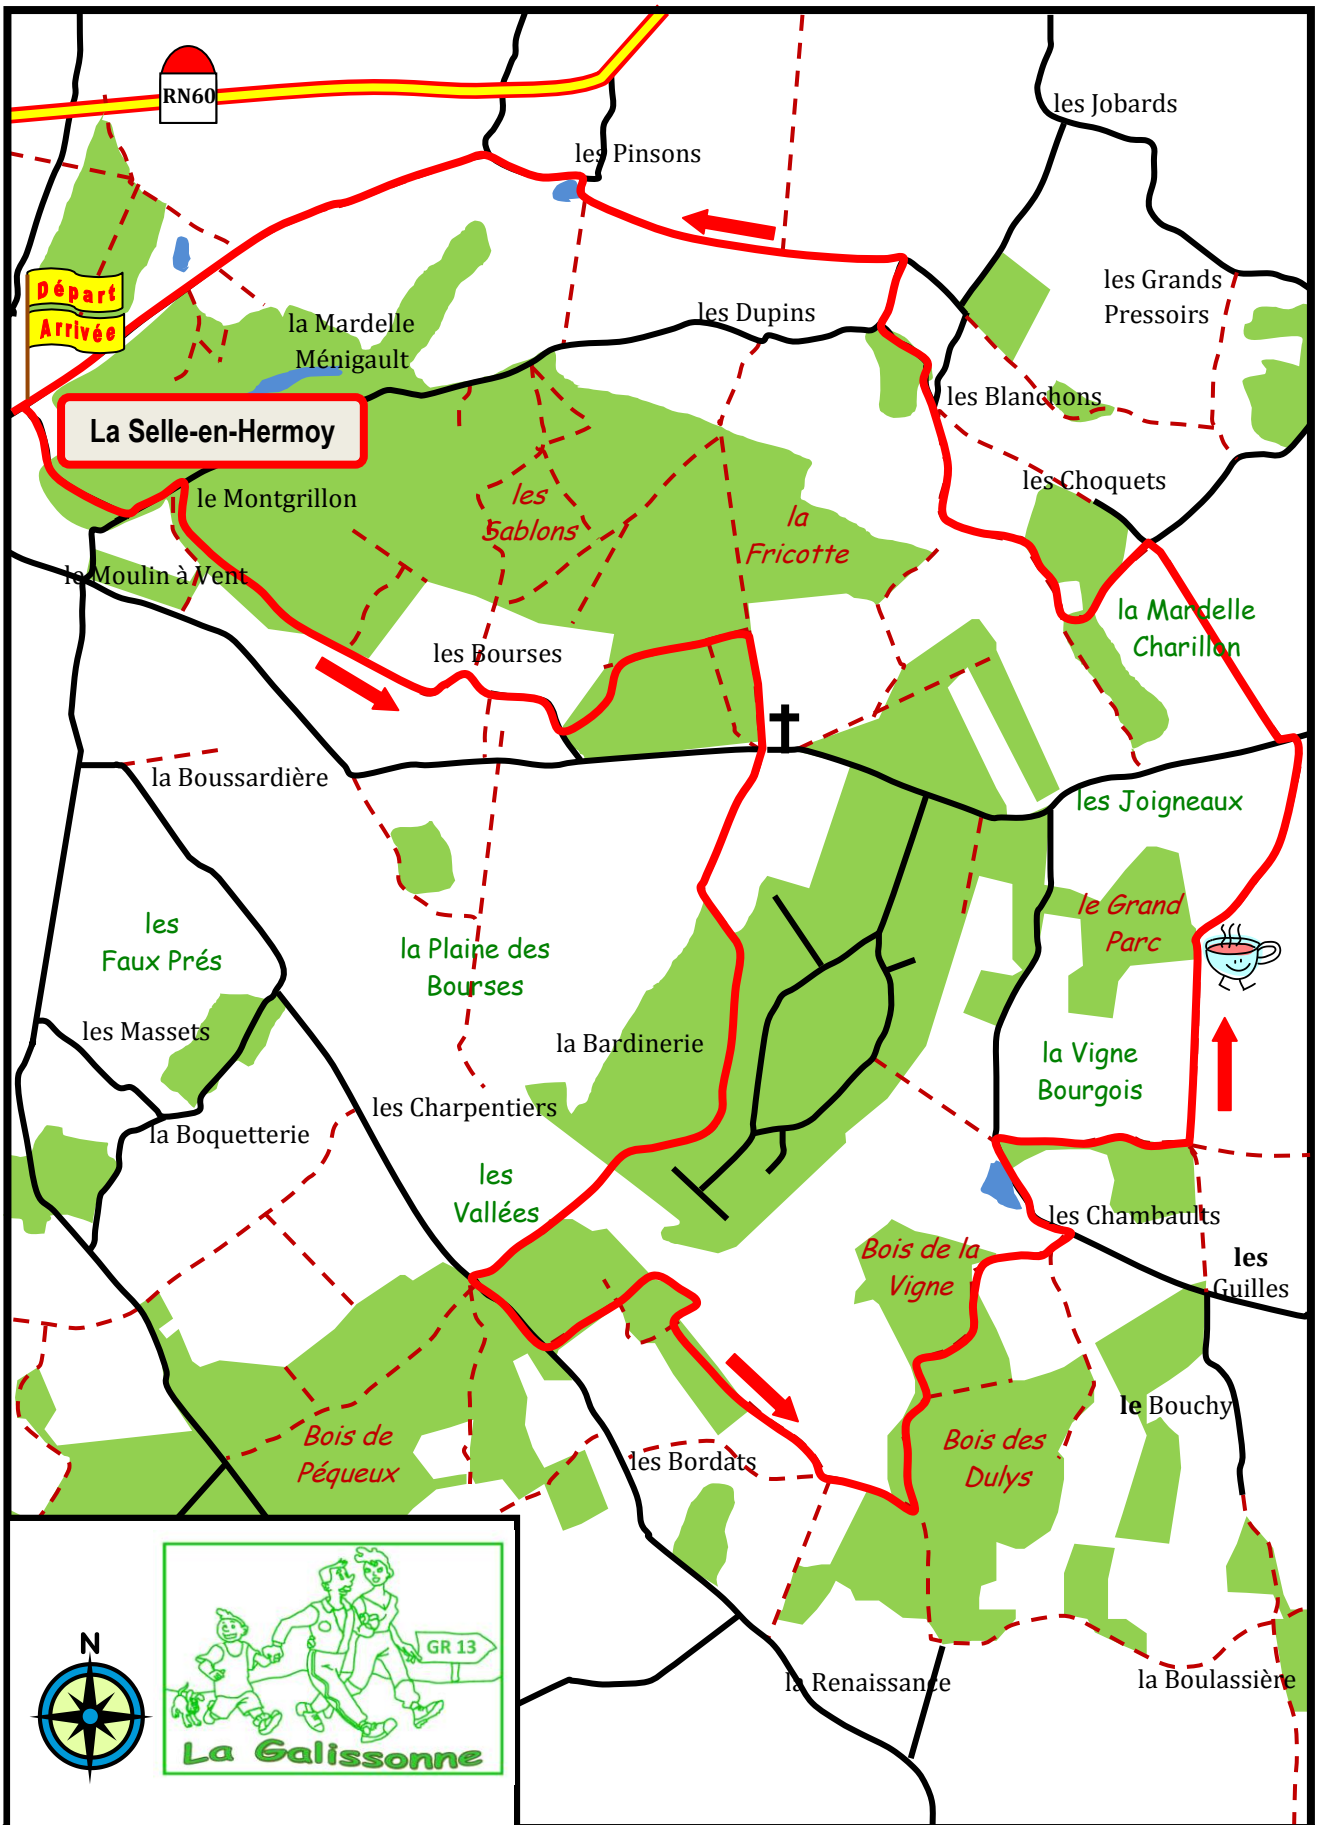 RN60
les Jobards
les Pinsons
Départ
Arrivée
les Grands
Pressoirs
les Dupins
la Mardelle
Ménigault
les Blanchons
La Selle-en-Hermoy
les Choquets
le Montgrillon
les
Sablons
la
Fricotte
le Moulin à Vent
la Mardelle
Charillon
les Bourses
la Boussardière
les Joigneaux
les
Faux Prés
la Plaine des
Bourses
le Grand
Parc
les Massets
la Bardinerie
la Vigne
Bourgois
les Charpentiers
la Boquetterie
les
Vallées
les Chambaults
Bois de la
Vigne
les
Guilles
le Bouchy
Bois de
Péqueux
les Bordats
Bois des
Dulys
N
GR 13
La Galissonne
la Renaissance
la Boulassière